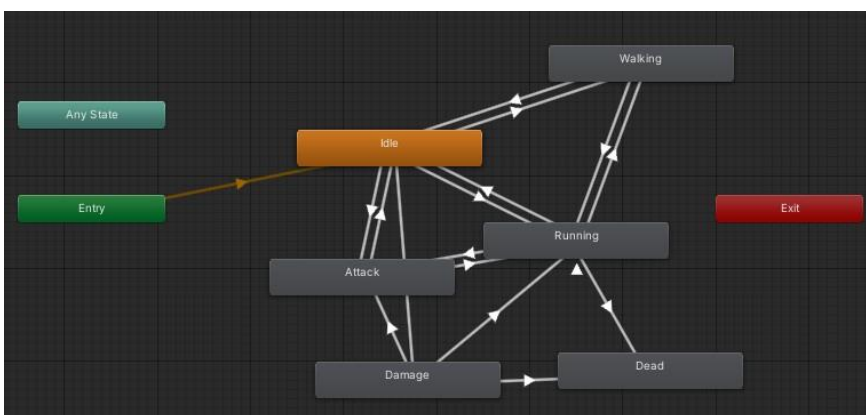 Walking
Any State
Idle
Entry
Exit
Running
Attack
Dead
Damage